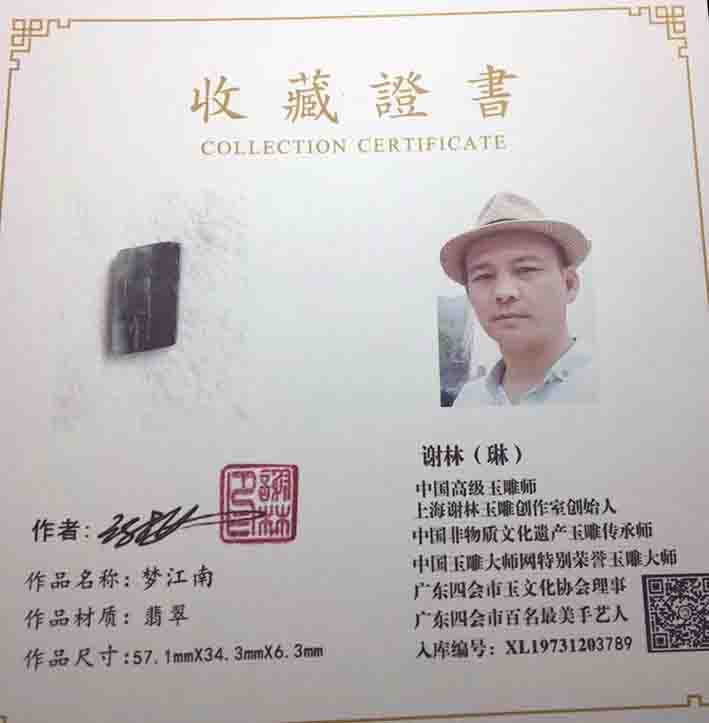 收藏證書
COLLECTION CERTIFICATE
谢林（琳）
中国高级玉雕师
上海谢林玉雕创作室创始人
中国非物质文化遗产玉雕传承师
中国玉雕大师网特别荣誉玉雕大师
广东四会市玉文化协会理事
广东四会市百名最美手艺人
入库编号：XL19731203789
作者：
作品名称：梦江南
作品材质：翡翠
作品尺寸：57.1mmX34.3mmX6.3mm